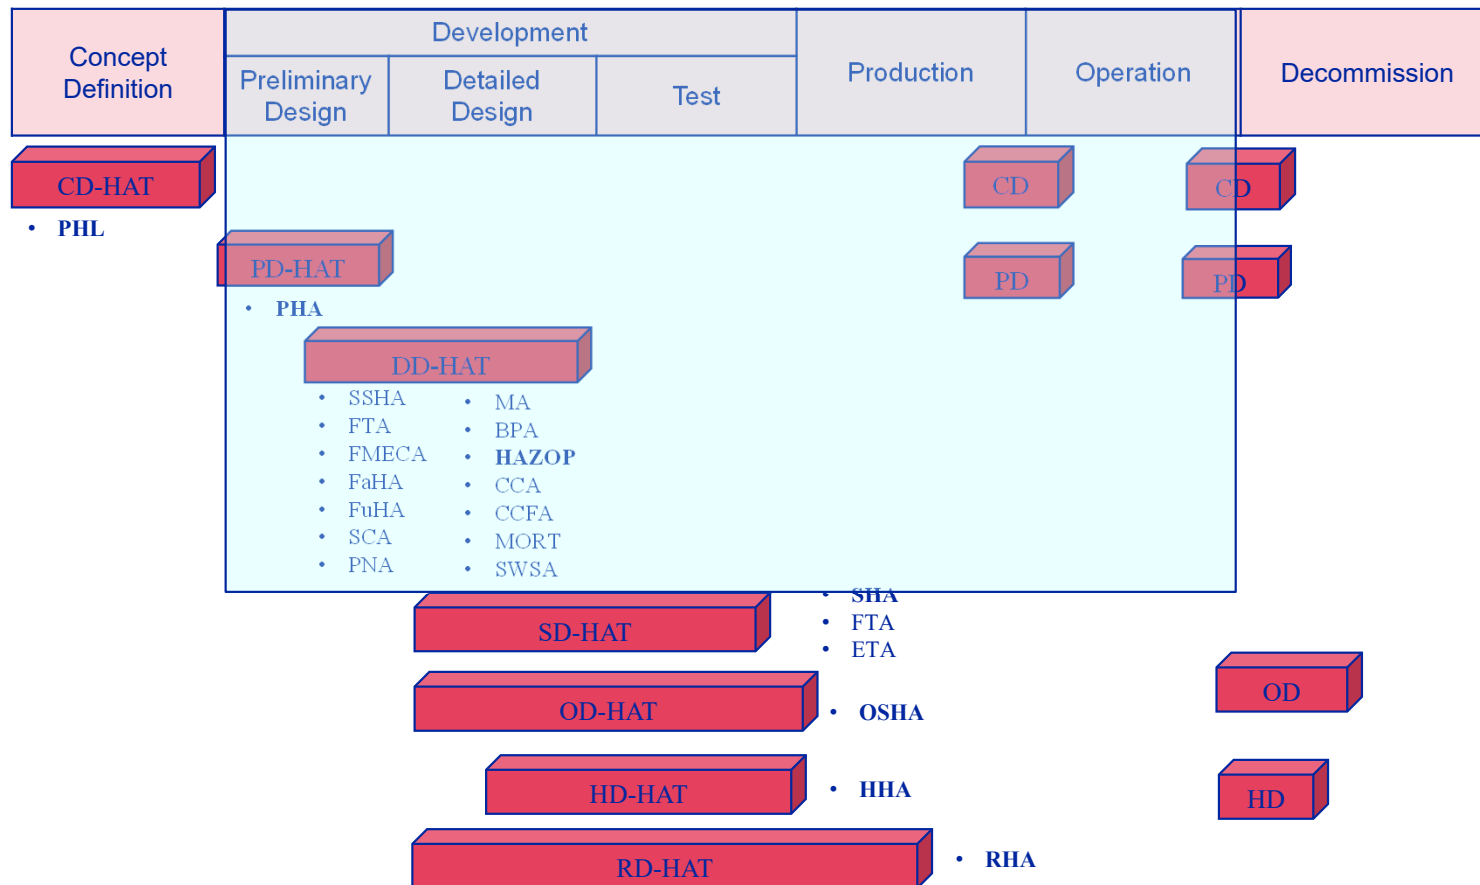 Concept
Definition
Development
Preliminary
Design
Detailed
Design
Test
Production
Operation
Decommission
CD-HAT
CD
CD
• PHL
PD-HAT
PD
PD
• PHA
DD-HAT
• SSHA
• FTA
• FMECA
• FaHA
• FuHA
• SCA
• PNA
• MA
• BPA
• HAZOP
• CCA
• CCFA
• MORT
• SWSA
SD-HAT
• SHA
• FTA
• ETA
OD-HAT
• OSHA
OD
HD-HAT
• HHA
HD
RD-HAT
• RHA